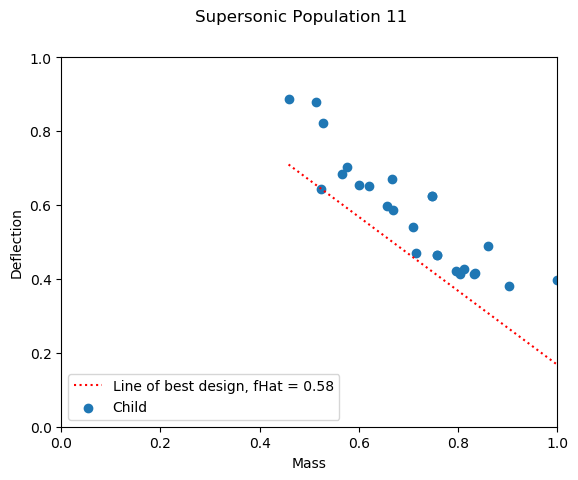 Supersonic Population 11
Deflection
1.0
0.8
0.6
0.4
0.2
0.0
Line of best design, fHat = 0.58
Child
0.0 0.2 0.4 0.6 0.8 1.0
Mass